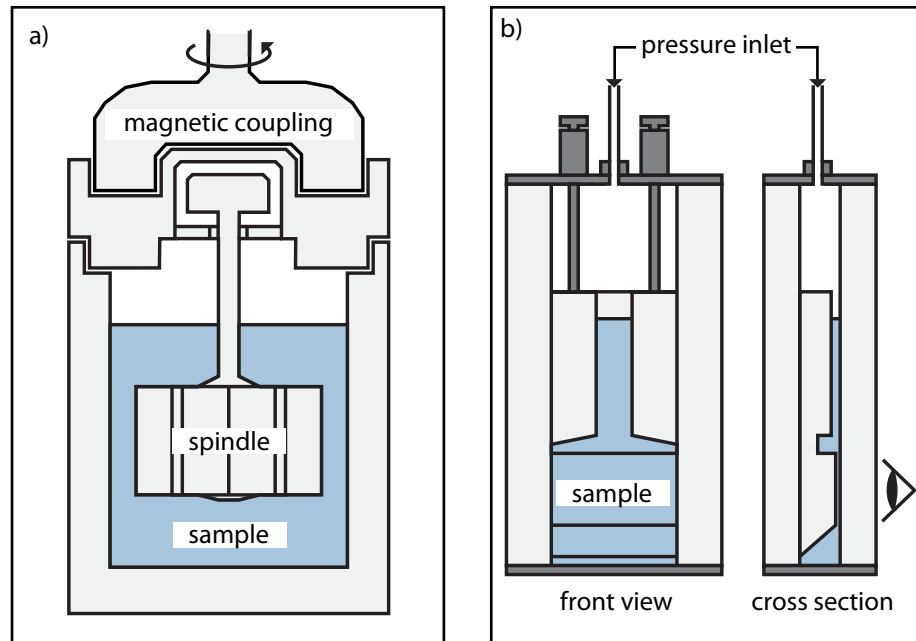 a)
magnetic coupling
spindle
sample
b)
pressure inlet
sample
front view
cross section